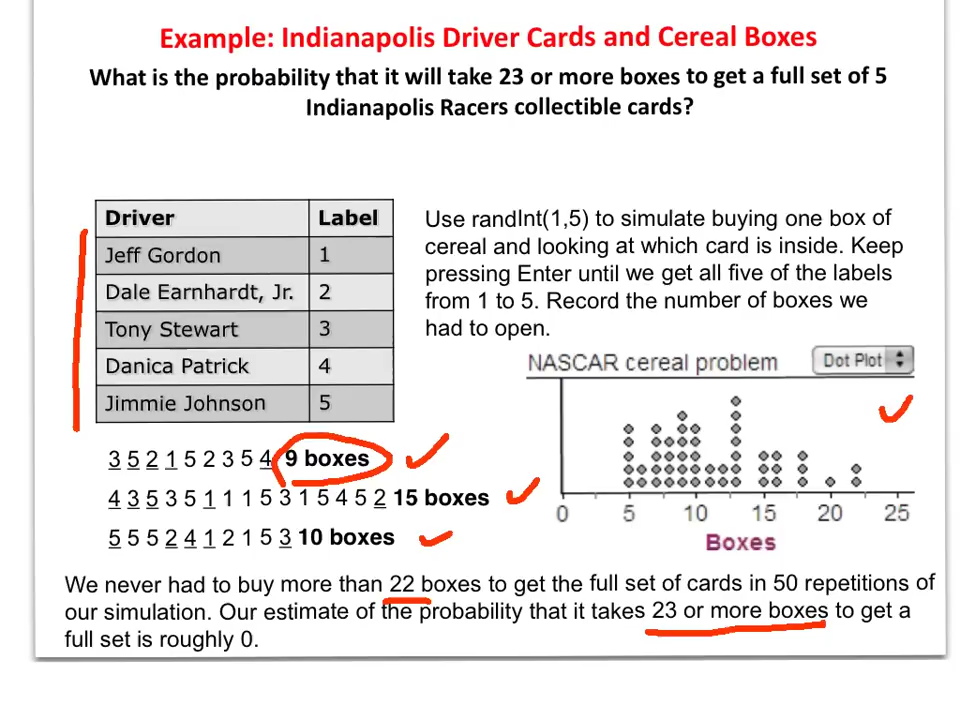 Example: Indianapolis Driver Cards and Cereal Boxes
What is the probability that it will take 23 or more boxes to get a full set of 5
Indianapolis Racers collectible cards?
Driver Label
Jeff Gordon 1
Dale Earnhardt, Jr. 2
Tony Stewart 3
Danica Patrick 4
Jimmie Johnson 5
Use randInt(1,5) to simulate buying one box of
cereal and looking at which card is inside. Keep
pressing Enter until we get all five of the labels
from 1 to 5. Record the number of boxes we
had to open.
NASCAR cereal problem Dot Plot
0 5 10 15 20 25
Boxes
3 5 2 1 5 2 3 5 4 9 boxes
4 3 5 3 5 1 1 1 5 3 1 5 4 5 2 15 boxes
5 5 5 2 4 1 2 1 5 3 10 boxes
We never had to buy more than 22 boxes to get the full set of cards in 50 repetitions of
our simulation. Our estimate of the probability that it takes 23 or more boxes to get a
full set is roughly 0.